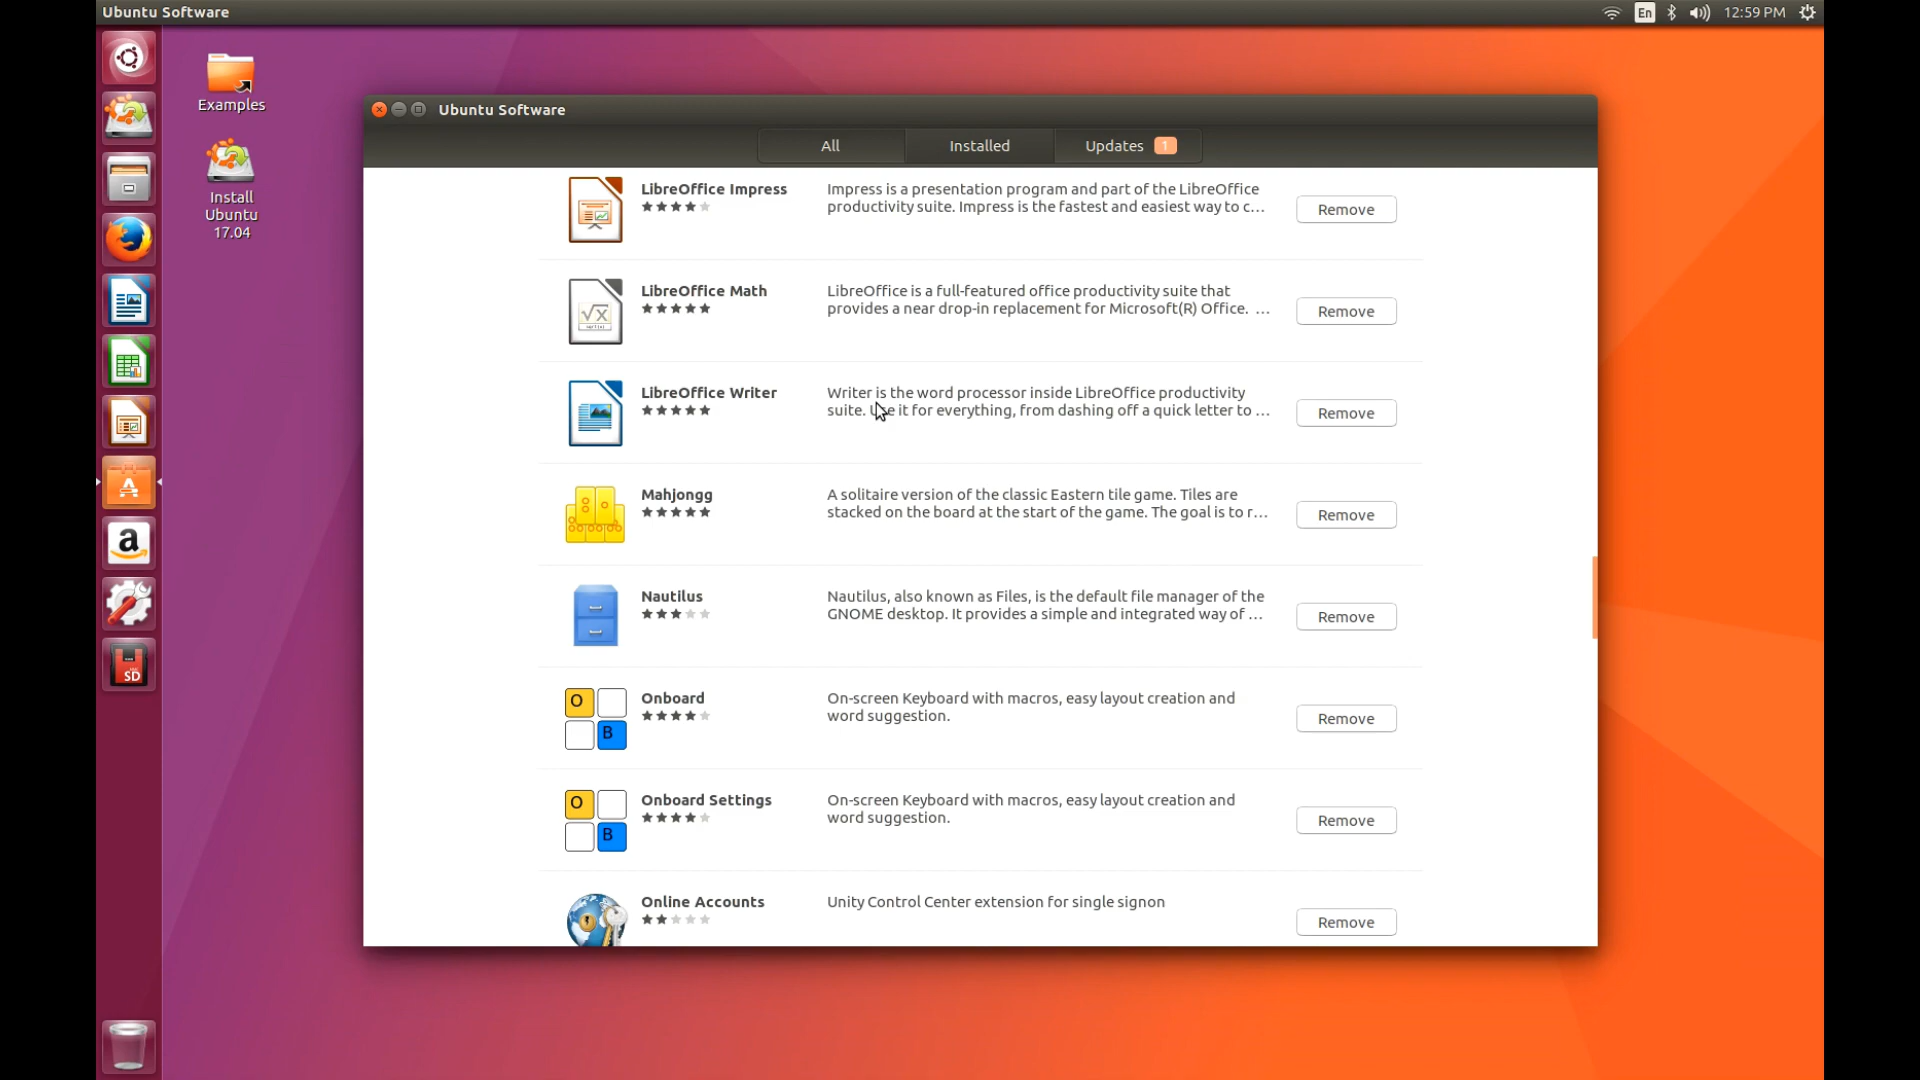 Ubuntu Software
En
12:59 PM
Examples
Install
Ubuntu
17.04
Ubuntu Software
All
Installed
Updates 1
LibreOffice Impress
Impress is a presentation program and part of the LibreOffice
productivity suite. Impress is the fastest and easiest way to c...
Remove
LibreOffice Math
LibreOffice is a full-featured office productivity suite that
provides a near drop-in replacement for Microsoft(R) Office. ...
Remove
LibreOffice Writer
Writer is the word processor inside LibreOffice productivity
suite. Use it for everything, from dashing off a quick letter to ...
Remove
Mahjongg
A solitaire version of the classic Eastern tile game. Tiles are
stacked on the board at the start of the game. The goal is to r...
Remove
Nautilus
Nautilus, also known as Files, is the default file manager of the
GNOME desktop. It provides a simple and integrated way of ...
Remove
O
B
Onboard
On-screen Keyboard with macros, easy layout creation and
word suggestion.
Remove
O
B
Onboard Settings
On-screen Keyboard with macros, easy layout creation and
word suggestion.
Remove
Online Accounts
Unity Control Center extension for single signon
Remove
a
SD
√x